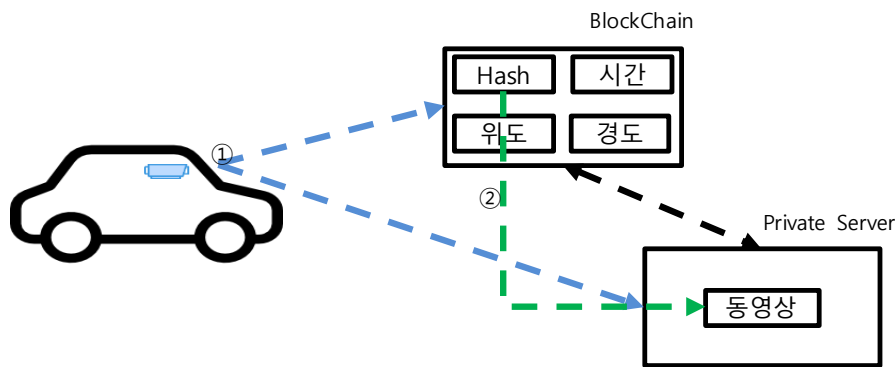 BlockChain
Hash
시간
위도
경도
①
②
Private Server
동영상